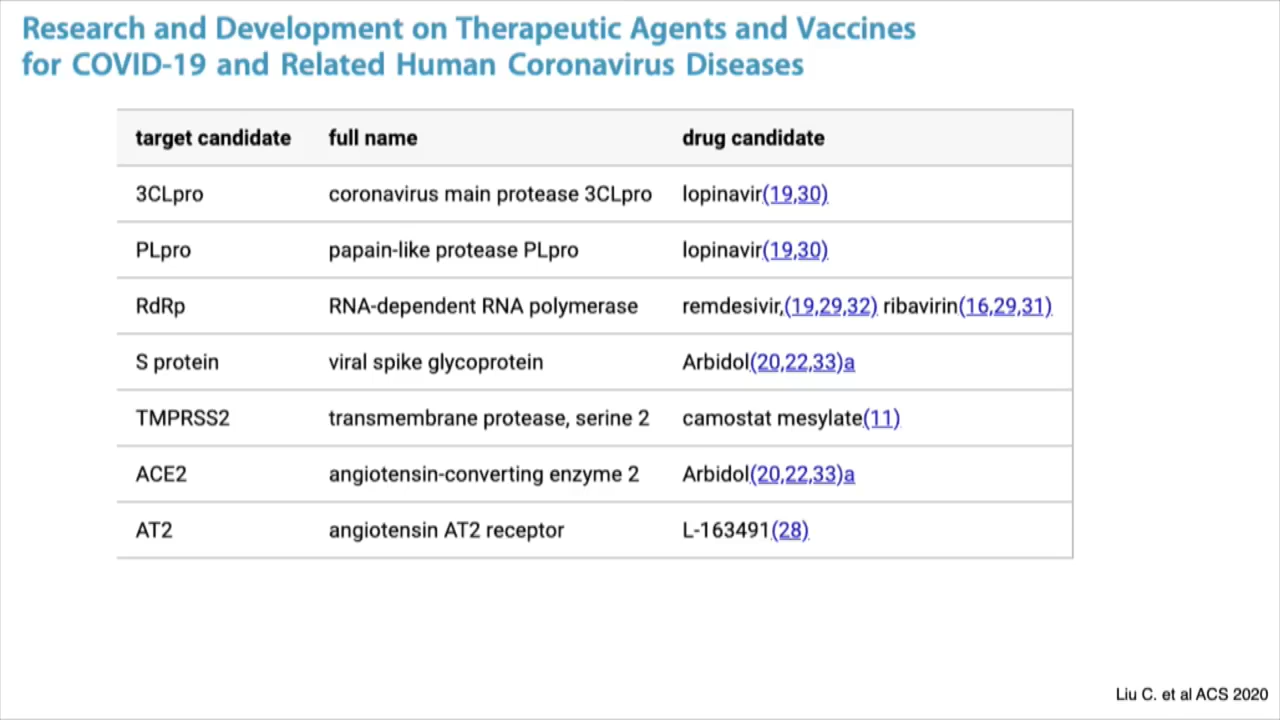 Research and Development on Therapeutic Agents and Vaccines
for COVID-19 and Related Human Coronavirus Diseases
target candidate full name drug candidate
3CLpro coronavirus main protease 3CLpro lopinavir(19,30)
PLpro papain-like protease PLpro lopinavir(19,30)
RdRp RNA-dependent RNA polymerase remdesivir,(19,29,32) ribavirin(16,29,31)
S protein viral spike glycoprotein Arbidol(20,22,33)a
TMPRSS2 transmembrane protease, serine 2 camostat mesylate(11)
ACE2 angiotensin-converting enzyme 2 Arbidol(20,22,33)a
AT2 angiotensin AT2 receptor L-163491(28)
Liu C. et al ACS 2020